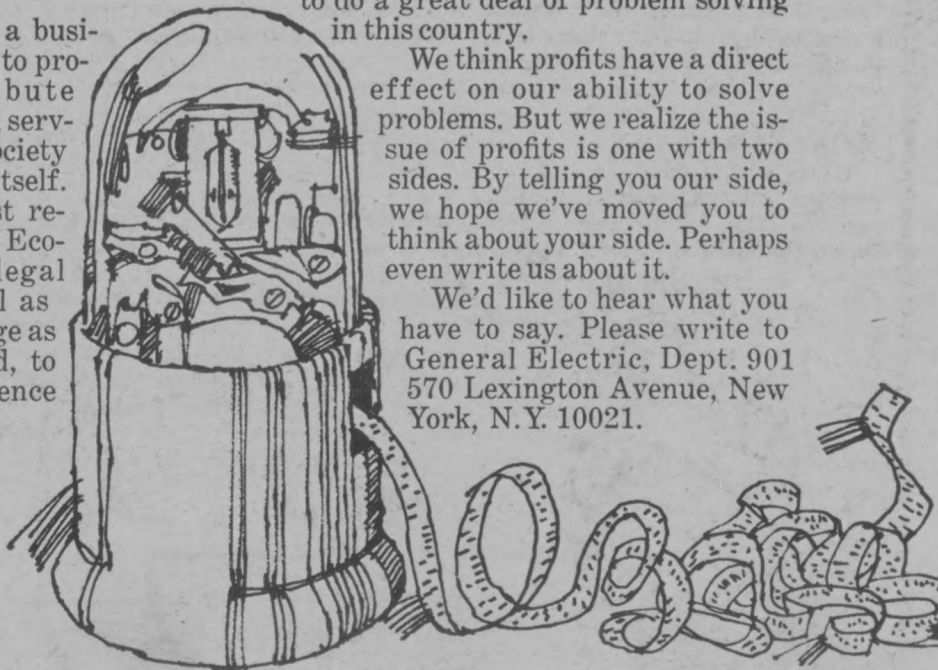 a busi-
to pro-
bute
serv-
ociety
tself.
st re-
Eco-
legal
l as
ge as
d, to
ence
to do a great deal of problem solving
in this country.
We think profits have a direct
effect on our ability to solve
problems. But we realize the is-
sue of profits is one with two
sides. By telling you our side,
we hope we've moved you to
think about your side. Perhaps
even write us about it.
We'd like to hear what you
have to say. Please write to
General Electric, Dept. 901
570 Lexington Avenue, New
York, N.Y. 10021.